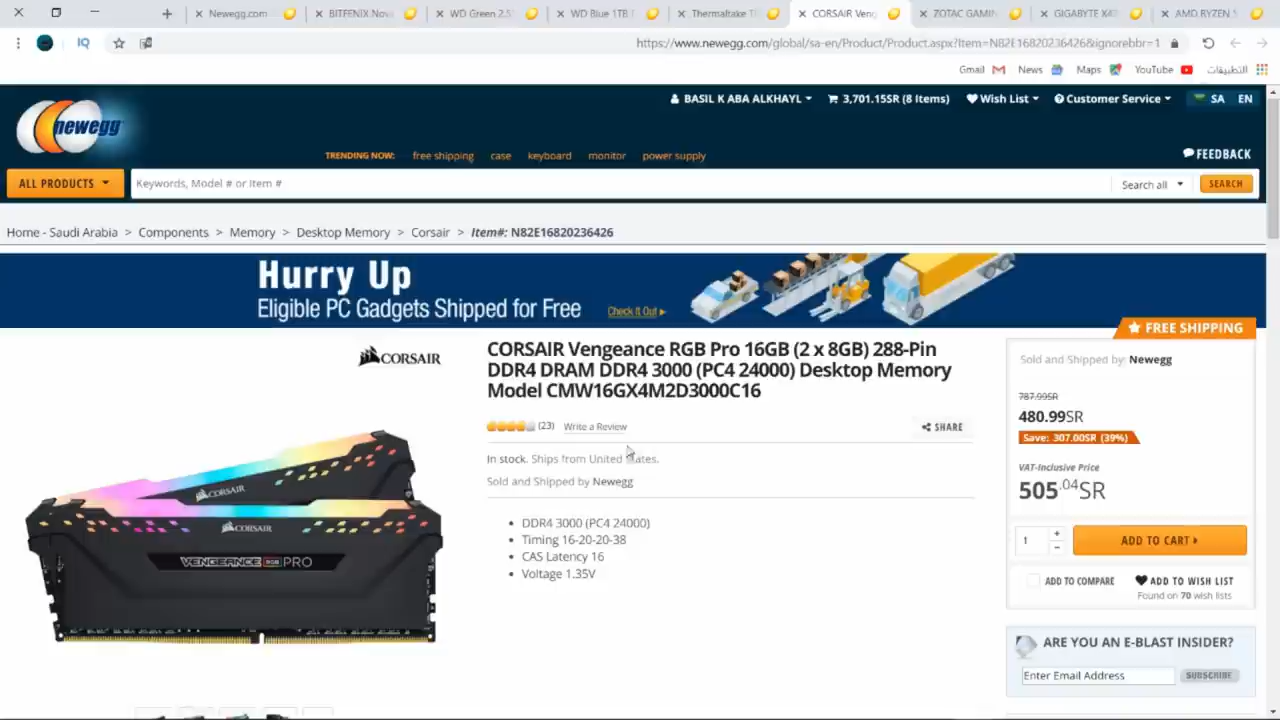 Newegg.com
BITFENIX Nova
WD Green 2.5
WD Blue 1TB
Thermaltake
CORSAIR Veng
ZOTAC GAMIN
GIGABYTE X4
AMD RYZEN 5
https://www.newegg.com/global/sa-en/Product/Product.aspx?Item=N82E16820236426&ignorebbr=1
Gmail News Maps YouTube التطبيقات
BASIL K ABA ALKHAYL 3,701.15SR (8 Items) Wish List Customer Service SA EN
newegg
TRENDING NOW: free shipping case keyboard monitor power supply
FEEDBACK
ALL PRODUCTS Keywords, Model # or Item # Search all SEARCH
Home - Saudi Arabia > Components > Memory > Desktop Memory > Corsair > Item#: N82E16820236426
Hurry Up
Eligible PC Gadgets Shipped for Free Check It Out
FREE SHIPPING
CORSAIR
CORSAIR Vengeance RGB Pro 16GB (2 x 8GB) 288-Pin
DDR4 DRAM DDR4 3000 (PC4 24000) Desktop Memory
Model CMW16GX4M2D3000C16
(23) Write a Review
SHARE
In stock. Ships from United States.
Sold and Shipped by Newegg
• DDR4 3000 (PC4 24000)
• Timing 16-20-20-38
• CAS Latency 16
• Voltage 1.35V
CORSAIR
CORSAIR
VENGEANCE RGB PRO
Sold and Shipped by: Newegg
787.99SR
480.99SR
Save: 307.00SR (39%)
VAT-Inclusive Price
505.04SR
1 + - ADD TO CART
ADD TO COMPARE ADD TO WISH LIST
Found on 70 wish lists
ARE YOU AN E-BLAST INSIDER?
Enter Email Address SUBSCRIBE